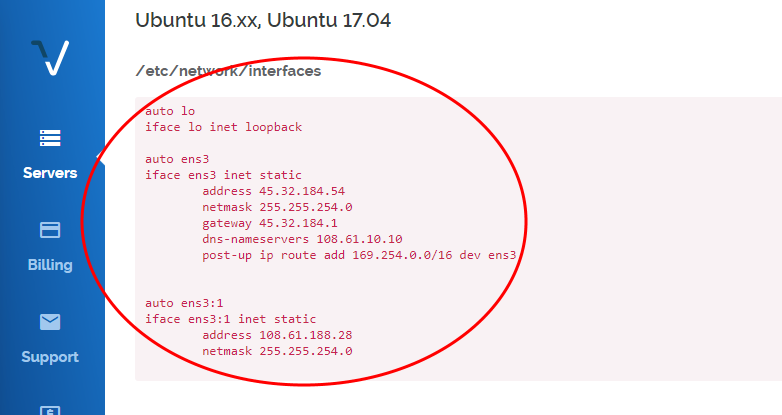 Ubuntu 16.xx, Ubuntu 17.04
/etc/network/interfaces
auto lo
iface lo inet loopback
auto ens3
iface ens3 inet static
address 45.32.184.54
netmask 255.255.254.0
gateway 45.32.184.1
dns-nameservers 108.61.10.10
post-up ip route add 169.254.0.0/16 dev ens3
auto ens3:1
iface ens3:1 inet static
address 108.61.188.28
netmask 255.255.254.0
Servers
Billing
Support